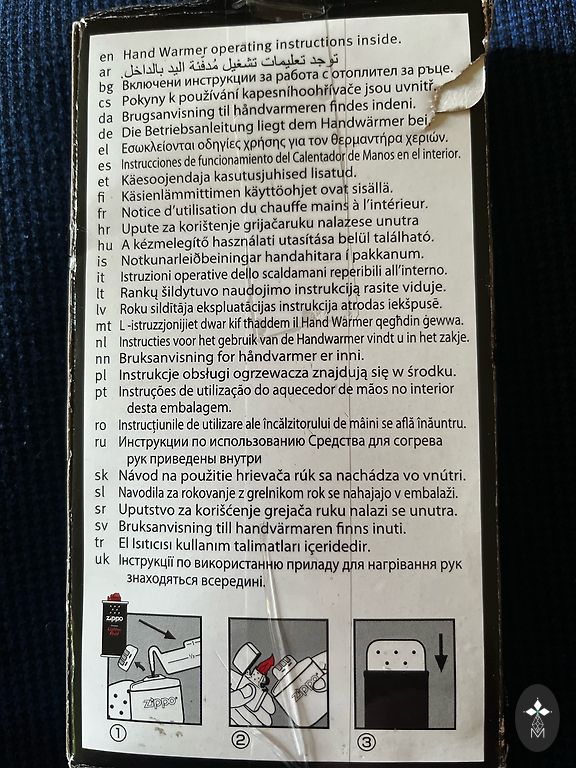 en Hand Warmer operating instructions inside.
ar توجد تعليمات تشغيل مُدفئة اليد بالداخل.
bg Включени инструкции за работа с отоплител за ръце.
cs Pokyny k používání kapesníhoohřívače jsou uvnitř.
da Brugsanvisning til håndvarmeren findes indeni.
de Die Betriebsanleitung liegt dem Handwärmer bei.
el Εσωκλείονται οδηγίες χρήσης για τον θερμαντήρα χεριών.
es Instrucciones de funcionamiento del Calentador de Manos en el interior.
et Käesoojendaja kasutusjuhised lisatud.
fi Käsienlämmittimen käyttöohjet ovat sisällä.
fr Notice d'utilisation du chauffe mains à l'intérieur.
hr Upute za korištenje grijačaruku nalazese unutra
hu A kézmelegítő használati utasítása belül található.
is Notkunarleiðbeiningar handahitara í pakkanum.
it Istruzioni operative dello scaldamani reperibili all'interno.
lt Rankų šildytuvo naudojimo instrukciją rasite viduje.
lv Roku sildītāja ekspluatācijas instrukcija atrodas iekšpusē.
mt L -istruzzjonijiet dwar kif tħaddem il Hand Warmer qegħdin ġewwa.
nl Instructies voor het gebruik van de Handwarmer vindt u in het zakje.
nn Bruksanvisning for håndvarmer er inni.
pl Instrukcje obsługi ogrzewacza znajdują się w środku.
pt Instruções de utilização do aquecedor de mãos no interior
desta embalagem.
ro Instrucțiunile de utilizare ale încălzitorului de mâini se află înăuntru.
ru Инструкции по использованию Средства для согрева
рук приведены внутри
sk Návod na použitie hrievača rúk sa nachádza vo vnútri.
sl Navodila za rokovanje z grelnikom rok se nahajajo v embalaži.
sr Uputstvo za korišćenje grejača ruku nalazi se unutra.
sv Bruksanvisning till handvärmaren finns inuti.
tr El Isıtıcısı kullanım talimatları içeridedir.
uk Інструкції по використанню приладу для нагрівання рук
знаходяться всередині.
zippo
zippo
zippo
1 2 3
M